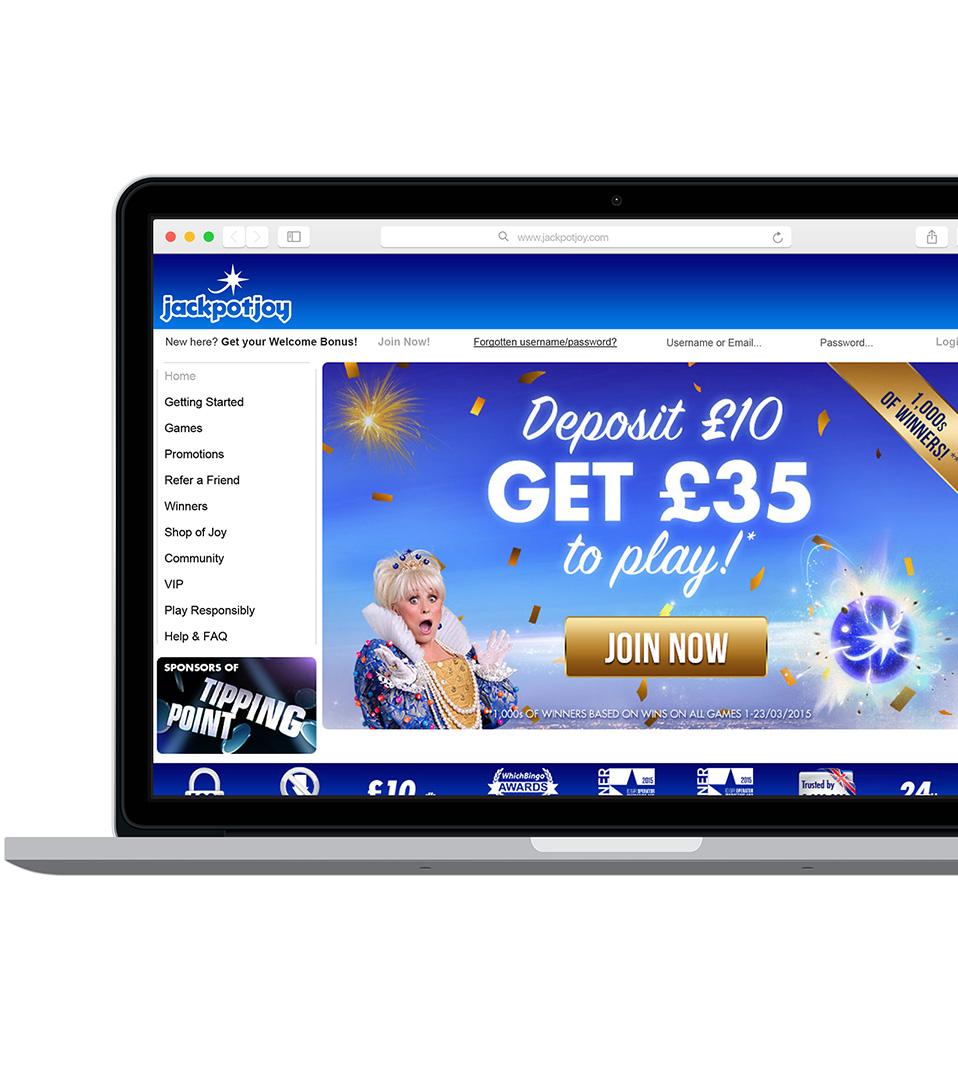 www.jackpotjoy.com
jackpotjoy
New here? Get your Welcome Bonus!
Join Now!
Forgotten username/password?
Username or Email...
Password...
Home
Getting Started
Games
Promotions
Refer a Friend
Winners
Shop of Joy
Community
VIP
Play Responsibly
Help & FAQ
SPONSORS OF
TIPPING
POINT
Deposit £10
GET £35
to play!*
JOIN NOW
1,000s
OF WINNERS!**
*1,000s OF WINNERS BASED ON WINS ON ALL GAMES 1-23/03/2015
£10
WhichBingo
AWARDS
2015
2015
Trusted by
24